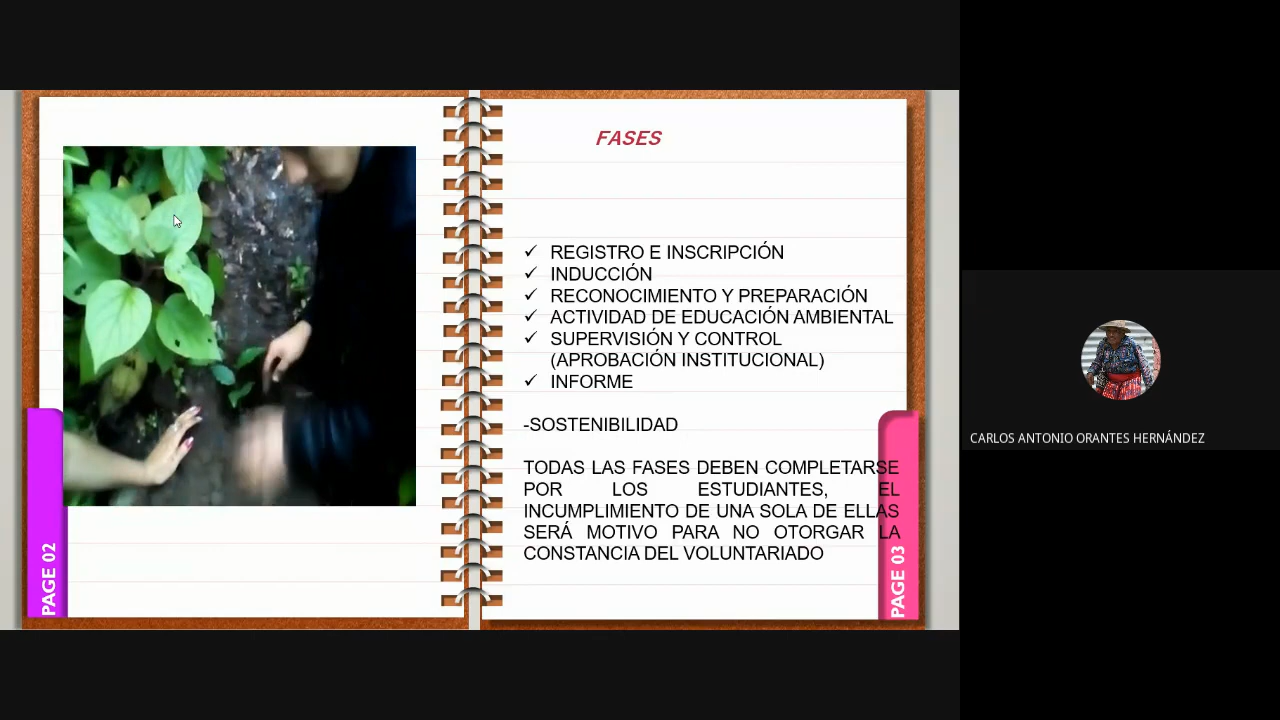 FASES
✓ REGISTRO E INSCRIPCIÓN
✓ INDUCCIÓN
✓ RECONOCIMIENTO Y PREPARACIÓN
✓ ACTIVIDAD DE EDUCACIÓN AMBIENTAL
✓ SUPERVISIÓN Y CONTROL
(APROBACIÓN INSTITUCIONAL)
✓ INFORME
-SOSTENIBILIDAD
TODAS LAS FASES DEBEN COMPLETARSE
POR LOS ESTUDIANTES, EL
INCUMPLIMIENTO DE UNA SOLA DE ELLAS
SERÁ MOTIVO PARA NO OTORGAR LA
CONSTANCIA DEL VOLUNTARIADO
PAGE 02
PAGE 03
CARLOS ANTONIO ORANTES HERNÁNDEZ